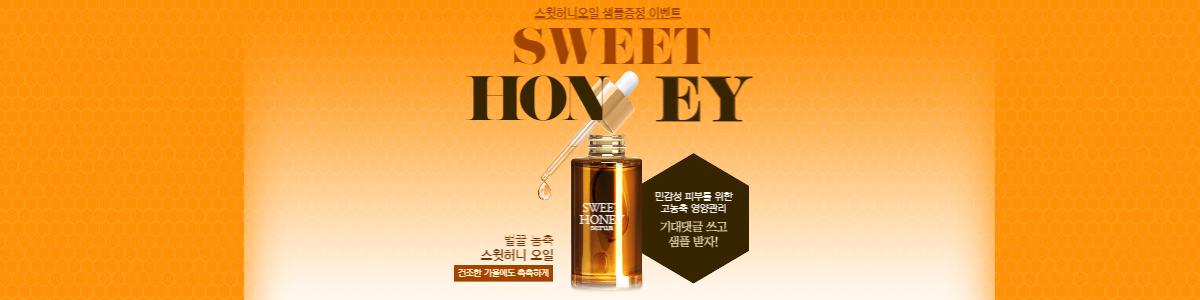 스윗허니오일 샘플증정 이벤트
SWEET
HON EY
SWEET
HONEY
serum
민감성 피부를 위한
고농축 영양관리
기대댓글 쓰고
샘플 받자!
벌꿀 농축
스윗허니 오일
건조한 가을에도 촉촉하게